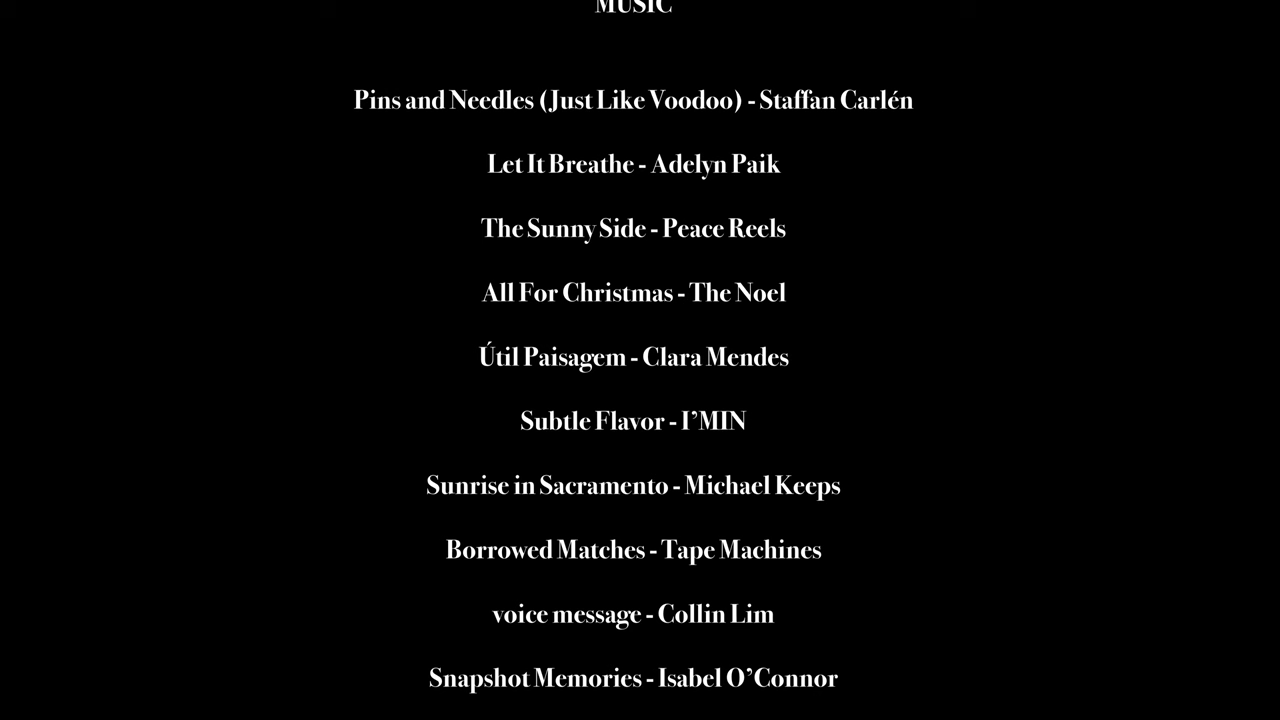 MUSIC
Pins and Needles (Just Like Voodoo) - Staffan Carlén
Let It Breathe - Adelyn Paik
The Sunny Side - Peace Reels
All For Christmas - The Noel
Útil Paisagem - Clara Mendes
Subtle Flavor - I’MIN
Sunrise in Sacramento - Michael Keeps
Borrowed Matches - Tape Machines
voice message - Collin Lim
Snapshot Memories - Isabel O’Connor